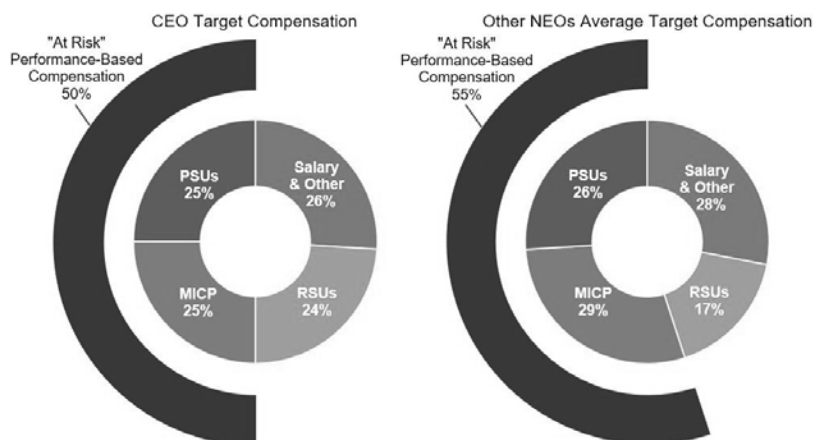 CEO Target Compensation
"At Risk"
Performance-Based
Compensation
50%
PSUs
25%
Salary
& Other
26%
MICP
25%
RSUs
24%
Other NEOs Average Target Compensation
"At Risk"
Performance-Based
Compensation
55%
PSUs
26%
Salary
& Other
28%
MICP
29%
RSUs
17%